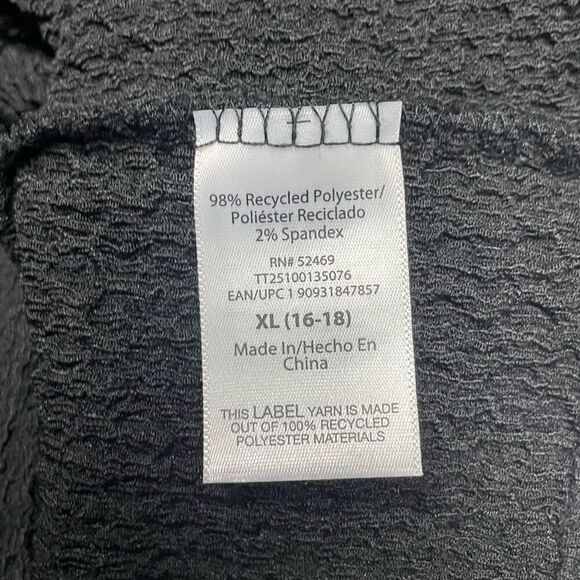 98% Recycled Polyester/
Poliéster Reciclado
2% Spandex
RN# 52469
TT25100135076
EAN/UPC 1 90931847857
XL (16-18)
Made In/Hecho En
China
THIS LABEL YARN IS MADE
OUT OF 100% RECYCLED
POLYESTER MATERIALS